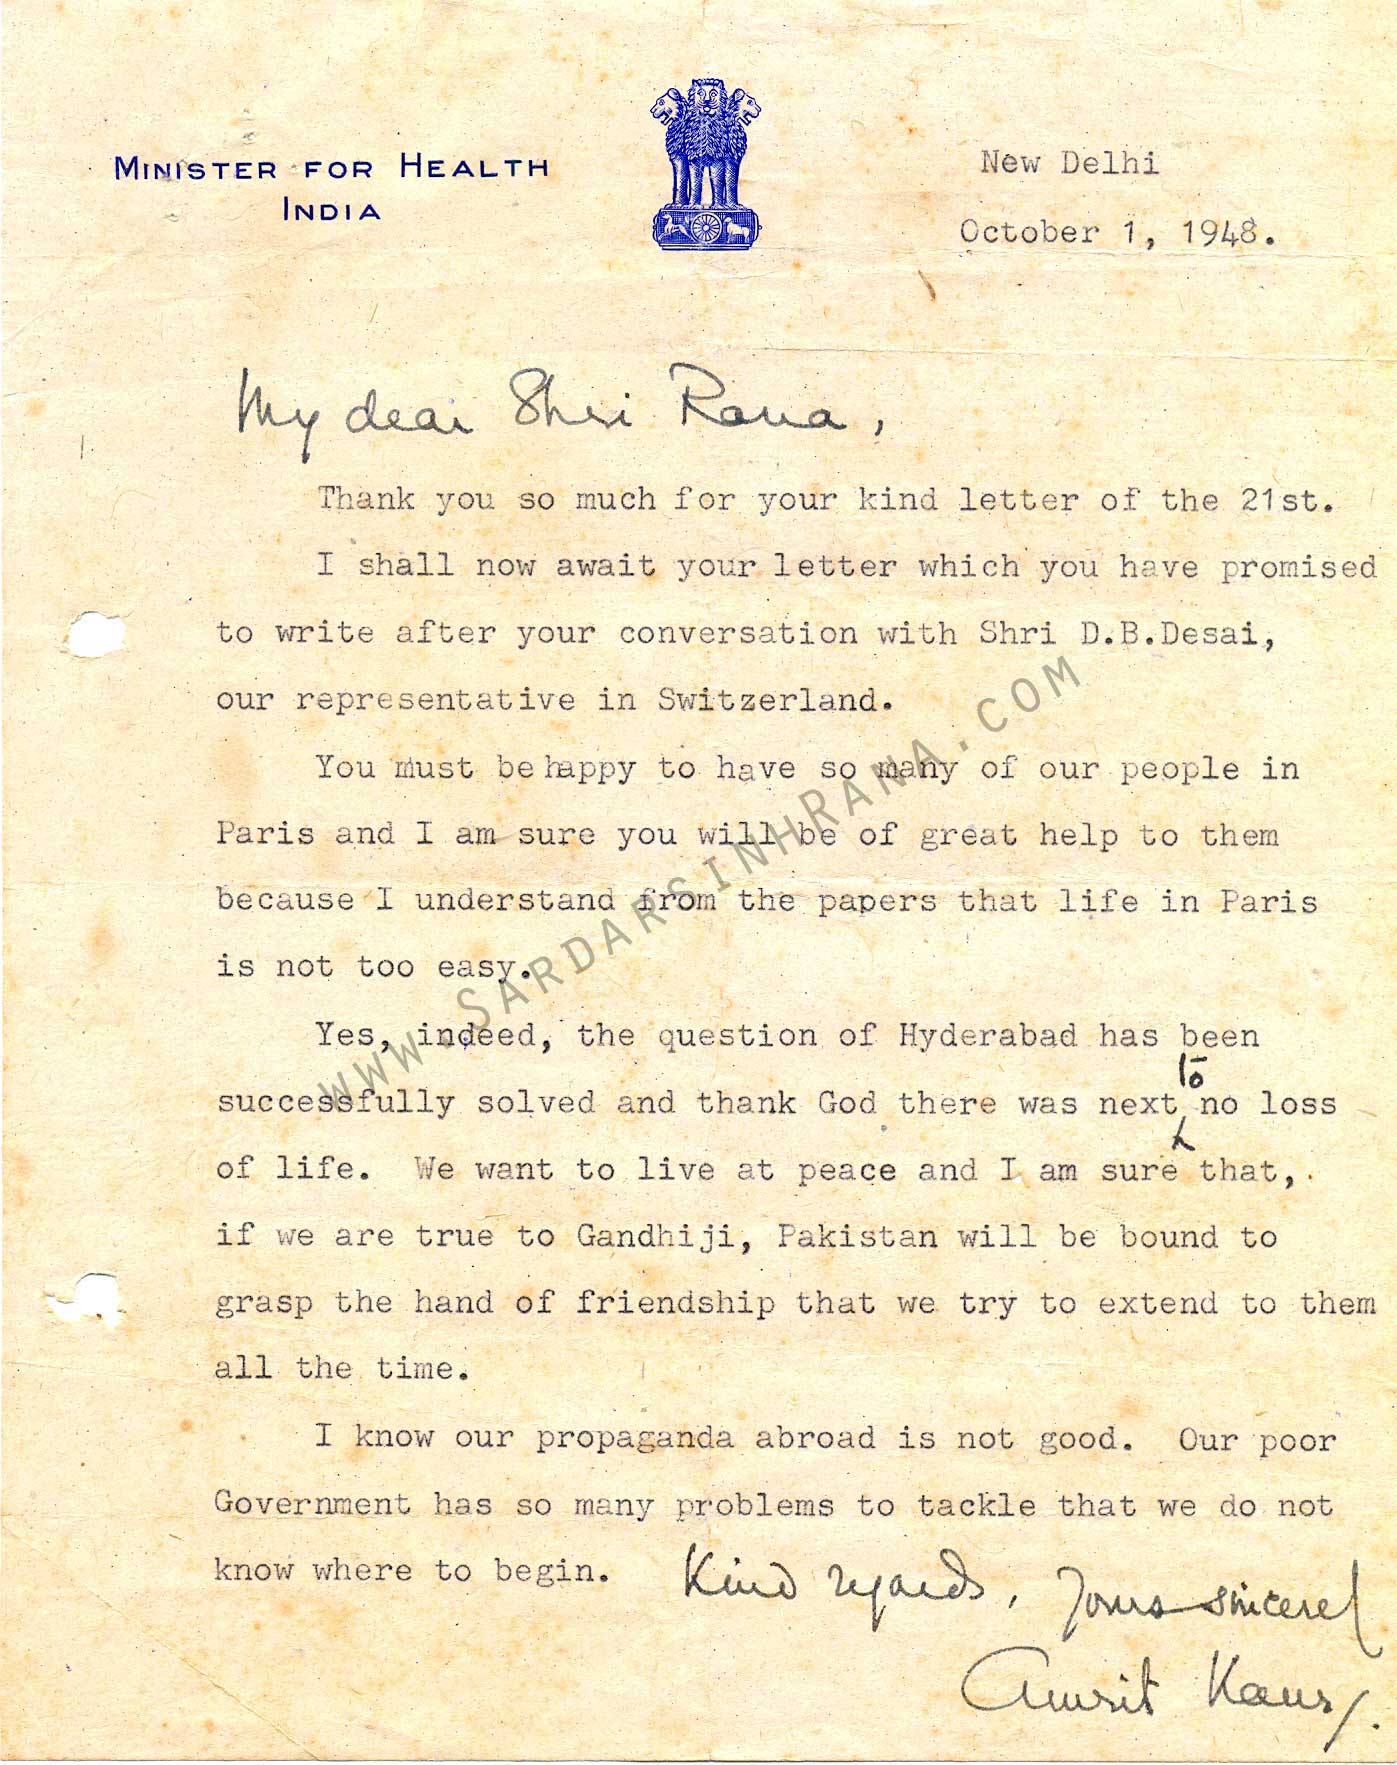 MINISTER FOR HEALTH
INDIA
New Delhi
October 1, 1948.
My dear Shri Rana,
Thank you so much for your kind letter of the 21st.
I shall now await your letter which you have promised
to write after your conversation with Shri D.B.Desai,
our representative in Switzerland.
You must be happy to have so many of our people in
Paris and I am sure you will be of great help to them
because I understand from the papers that life in Paris
is not too easy.
Yes, indeed, the question of Hyderabad has been
successfully solved and thank God there was next to no loss
of life. We want to live at peace and I am sure that,
if we are true to Gandhiji, Pakistan will be bound to
grasp the hand of friendship that we try to extend to them
all the time.
I know our propaganda abroad is not good. Our poor
Government has so many problems to tackle that we do not
know where to begin. Kind regards, Yours sincerel
Amrit Kaur.
www.SardarsinhRana.com